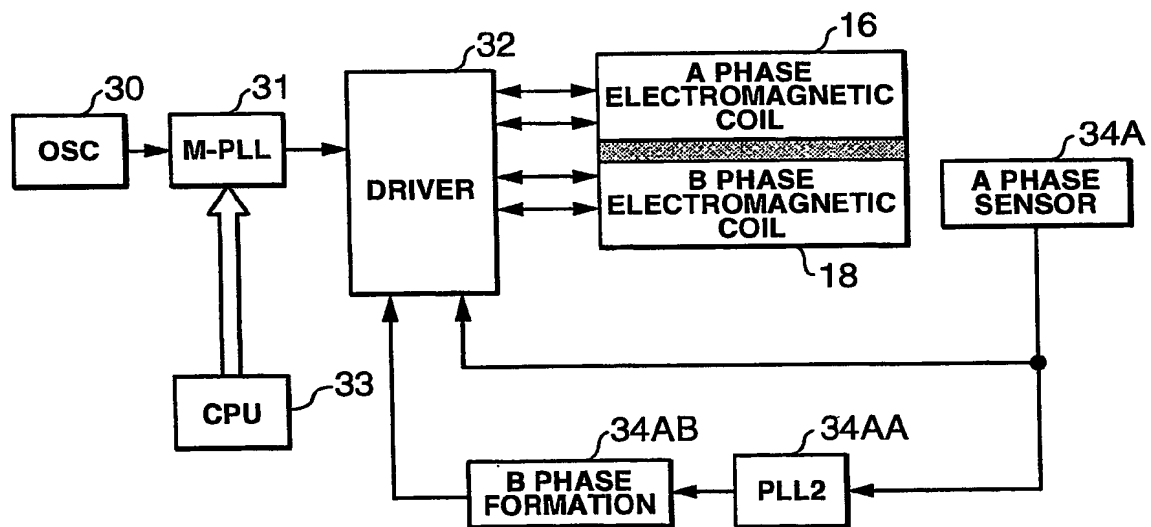 30
OSC
31
M-PLL
32
DRIVER
16
A PHASE
ELECTROMAGNETIC
COIL
B PHASE
ELECTROMAGNETIC
COIL
18
34A
A PHASE
SENSOR
CPU
33
34AB
B PHASE
FORMATION
34AA
PLL2